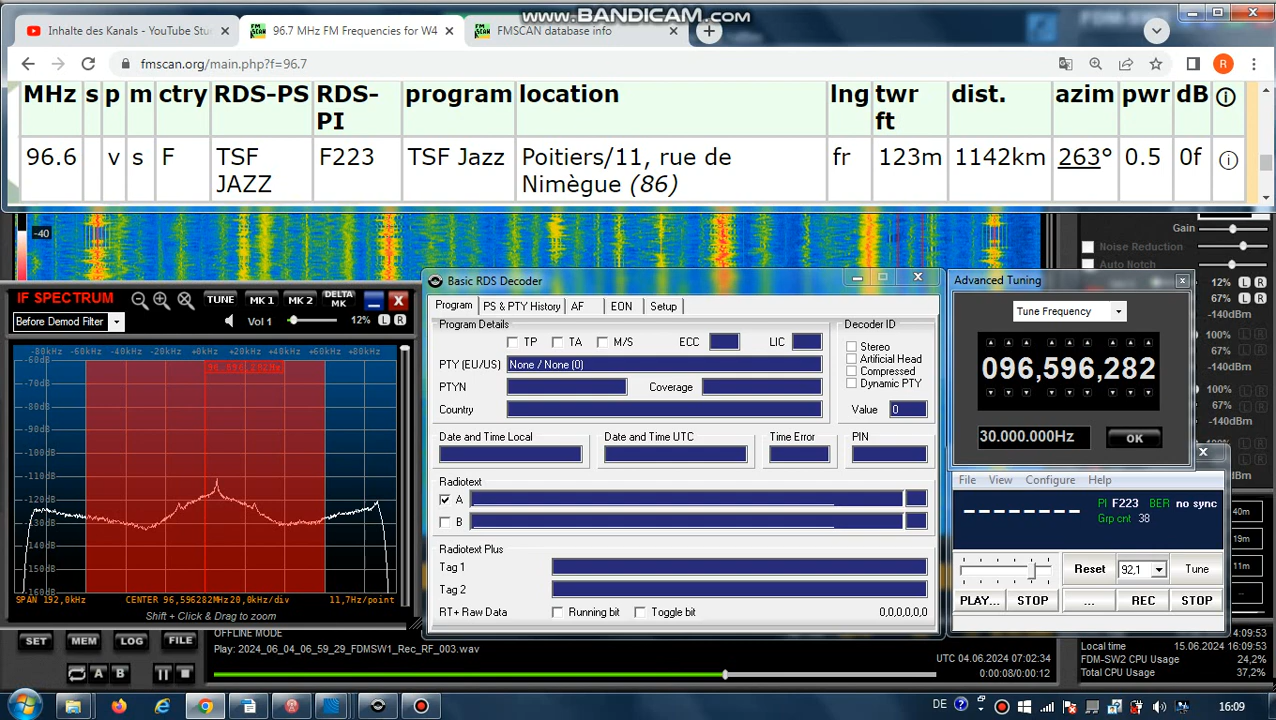 www.BANDICAM.com
Inhalte des Kanals - YouTube Stu
96.7 MHz FM Frequencies for W4
FMSCAN database info
fmscan.org/main.php?f=96.7
MHz s p m ctry RDS-PS RDS-PI program location lng twr ft dist. azim pwr dB
96.6 v s F TSF JAZZ F223 TSF Jazz Poitiers/11, rue de Nimègue (86) fr 123m 1142km 263° 0.5 0f
-40
Gain
Noise Reduction
Auto Notch
12% L R
67% L R
-140dBm
100%
67%
-140dBm
IF SPECTRUM TUNE MK 1 MK 2 DELTA MK
Before Demod Filter Vol 1 12% L R
-80kHz -60kHz -40kHz -20kHz +0kHz +20kHz +40kHz +60kHz +80kHz
-60dB
96,596,282Hz
-70dB
-80dB
-90dB
-100dB
-110dB
-120dB
-130dB
-140dB
-150dB
-160dB
SPAN 192,0kHz CENTER 96,596282MHz 20,0kHz/div 11,7Hz/point
Shift + Click & Drag to zoom
Basic RDS Decoder
Program PS & PTY History AF EON Setup
Program Details
TP TA M/S ECC LIC
PTY (EU/US) None / None (0)
PTYN Coverage
Country
Decoder ID
Stereo
Artificial Head
Compressed
Dynamic PTY
Value 0
Date and Time Local Date and Time UTC Time Error PIN
Radiotext
A
B
Radiotext Plus
Tag 1
Tag 2
RT+ Raw Data Running bit Toggle bit 0,0,0,0,0
Advanced Tuning
Tune Frequency
096,596,282
30.000.000Hz OK
File View Configure Help
-------- PI F223 BER no sync
Grp cnt 38
Reset 92,1 Tune
PLAY... STOP ... REC STOP
40m
19m
11m
SET MEM LOG FILE
A B
OFFLINE MODE
Play: 2024_06_04_06_59_29_FDMSW1_Rec_RF_003.wav
UTC 04.06.2024 07:02:34
0:00:08/0:00:12
4:09:53
Local time 15.06.2024 16:09:53
FDM-SW2 CPU Usage 24,2%
Total CPU Usage 37,2%
DE 16:09